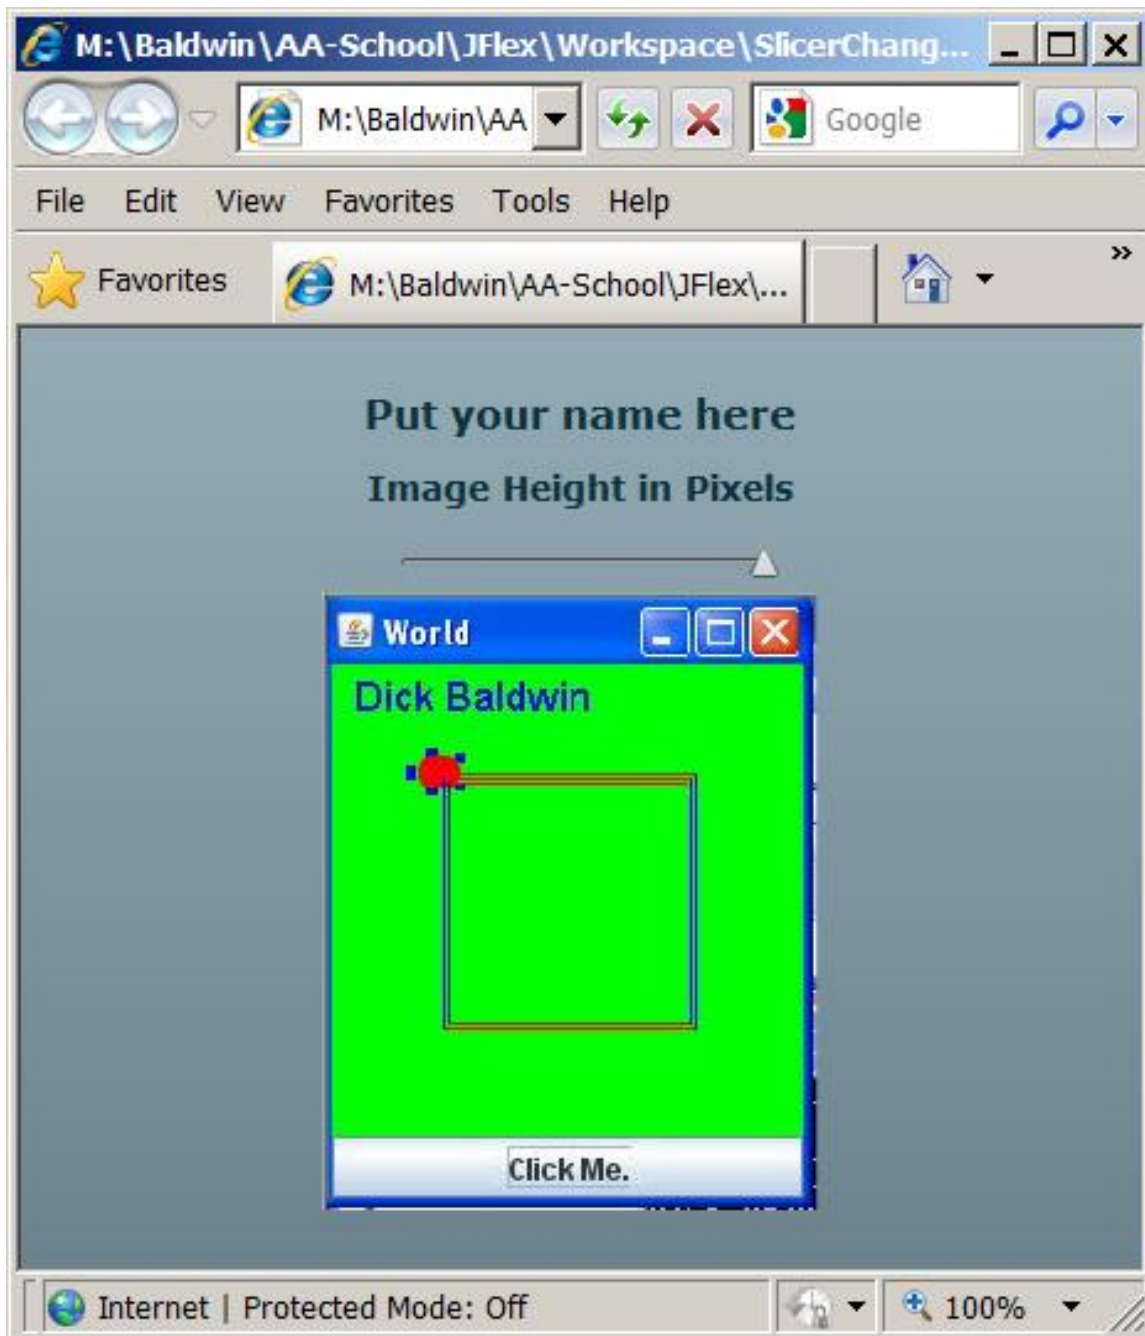 M:\Baldwin\AA-School\JFlex\Workspace\SlicerChang...
M:\Baldwin\AA
Google
File Edit View Favorites Tools Help
Favorites
M:\Baldwin\AA-School\JFlex\...
»
Put your name here
Image Height in Pixels
World
Dick Baldwin
Click Me.
Internet | Protected Mode: Off
100%